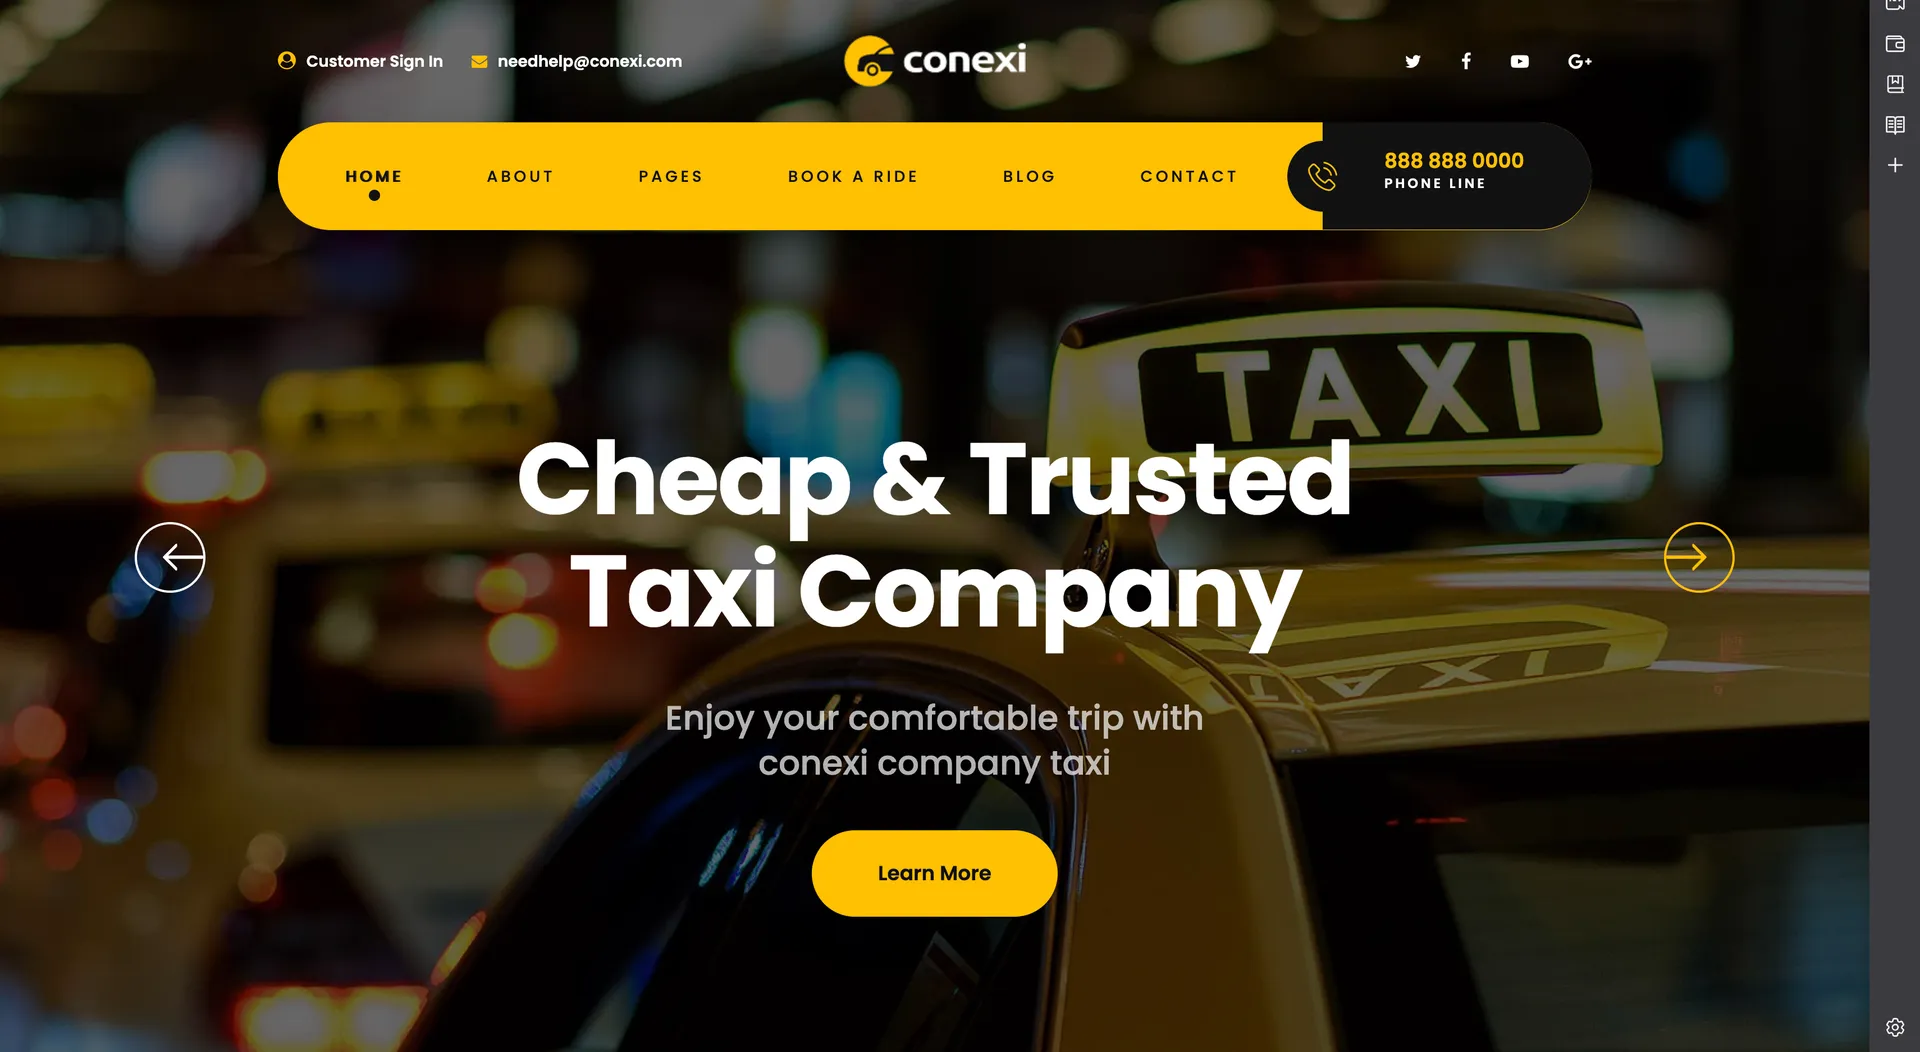 Customer Sign In
needhelp@conexi.com
conexi
G+
HOME
ABOUT
PAGES
BOOK A RIDE
BLOG
CONTACT
888 888 0000
PHONE LINE
TAXI
Cheap & Trusted
Taxi Company
TAXI
Enjoy your comfortable trip with
conexi company taxi
Learn More